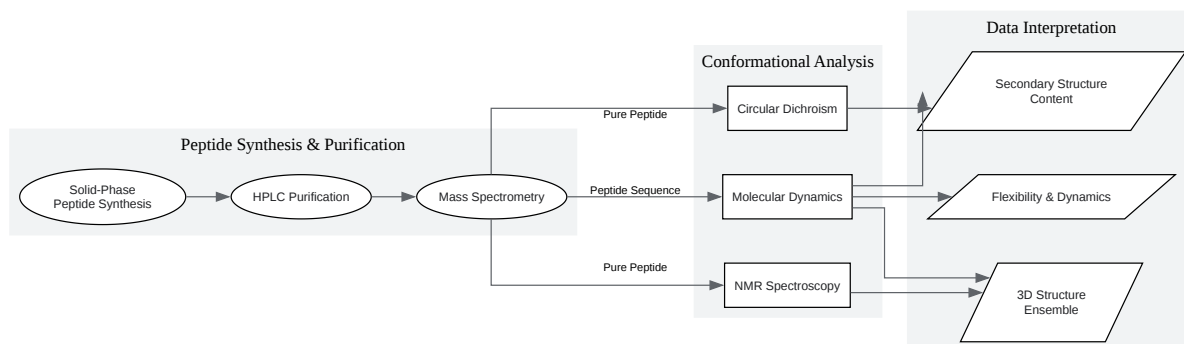 Data Interpretation
Conformational Analysis
Secondary Structure
Content
Circular Dichroism
Pure Peptide
Peptide Synthesis & Purification
Solid-Phase
Peptide Synthesis
HPLC Purification
Mass Spectrometry
Peptide Sequence
Molecular Dynamics
Flexibility & Dynamics
Pure Peptide
NMR Spectroscopy
3D Structure
Ensemble